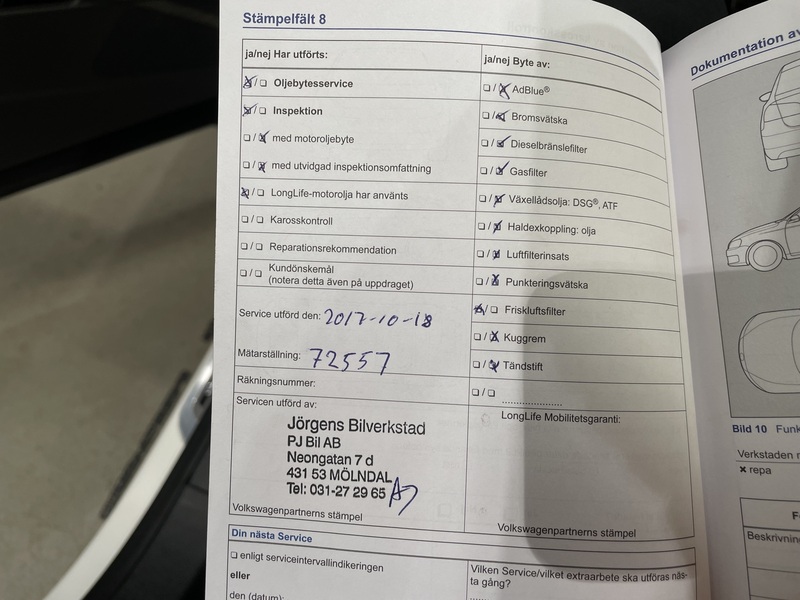 Stämpelfält 8
ja/nej Har utförts:
☒/☐ Oljebytesservice
☒/☐ Inspektion
☐/☒ med motoroljebyte
☐/☒ med utvidgad inspektionsomfattning
☒/☐ LongLife-motorolja har använts
☐/☐ Karosskontroll
☐/☐ Reparationsrekommendation
☐/☐ Kundönskemål
(notera detta även på uppdraget)
Service utförd den: 2017-10-18
Mätarställning: 72557
Räkningsnummer:
Servicen utförd av:
Jörgens Bilverkstad
PJ Bil AB
Neongatan 7 d
431 53 MÖLNDAL
Tel: 031-27 29 65
Volkswagenpartnerns stämpel
ja/nej Byte av:
☐/☒ AdBlue®
☐/☒ Bromsvätska
☐/☒ Dieselbränslefilter
☐/☒ Gasfilter
☐/☒ Växellådsolja: DSG®, ATF
☐/☒ Haldexkoppling: olja
☐/☒ Luftfilterinsats
☐/☒ Punkteringsvätska
☒/☐ Friskluftsfilter
☐/☒ Kuggrem
☐/☒ Tändstift
☐/☐ ....................
LongLife Mobilitetsgaranti:
Volkswagenpartnerns stämpel
Din nästa Service
☐ enligt serviceintervallindikeringen
eller
den (datum):
Vilken Service/vilket extraarbete ska utföras näs-
ta gång?
Dokumentation av
Bild 10 Funk
Verkstaden
× repa
F
Beskrivnin